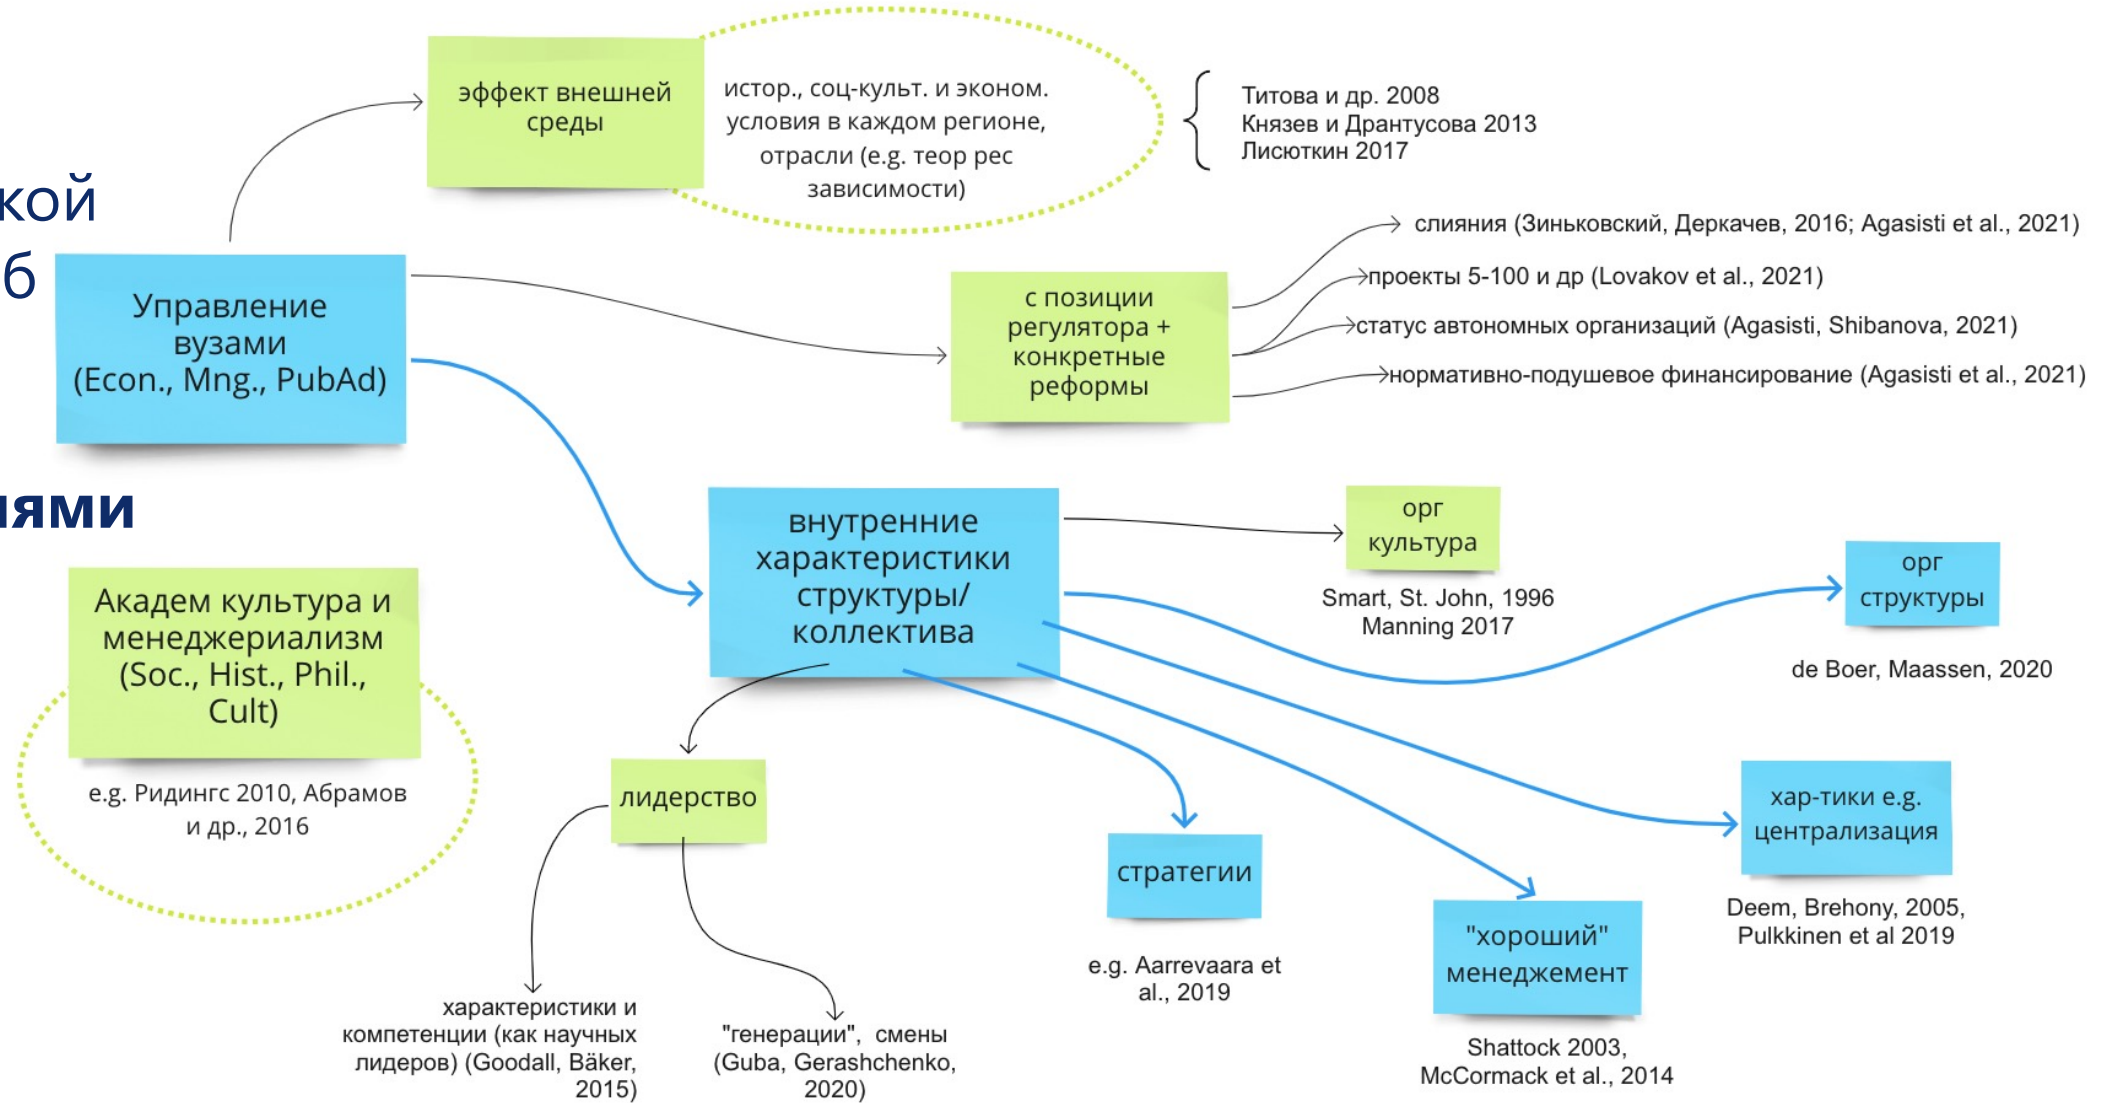 эффект внешней
среды
истор., соц-культ. и эконом.
условия в каждом регионе,
отрасли (e.g. теор рес
зависимости)
Титова и др. 2008
Князев и Дрантусова 2013
Лисюткин 2017
кой
б
Управление
вузами
(Econ., Mng., PubAd)
с позиции
регулятора +
конкретные
реформы
слияния (Зиньковский, Деркачев, 2016; Agasisti et al., 2021)
проекты 5-100 и др (Lovakov et al., 2021)
статус автономных организаций (Agasisti, Shibanova, 2021)
нормативно-подушевое финансирование (Agasisti et al., 2021)
иями
Академ культура и
менеджериализм
(Soc., Hist., Phil.,
Cult)
e.g. Ридингс 2010, Абрамов
и др., 2016
внутренние
характеристики
структуры/
коллектива
орг
культура
Smart, St. John, 1996
Manning 2017
орг
структуры
de Boer, Maassen, 2020
лидерство
характеристики и
компетенции (как научных
лидеров) (Goodall, Bäker,
2015)
"генерации", смены
(Guba, Gerashchenko,
2020)
стратегии
e.g. Aarrevaara et
al., 2019
"хороший"
менеджемент
Shattock 2003,
McCormack et al., 2014
хар-тики e.g.
централизация
Deem, Brehony, 2005,
Pulkkinen et al 2019